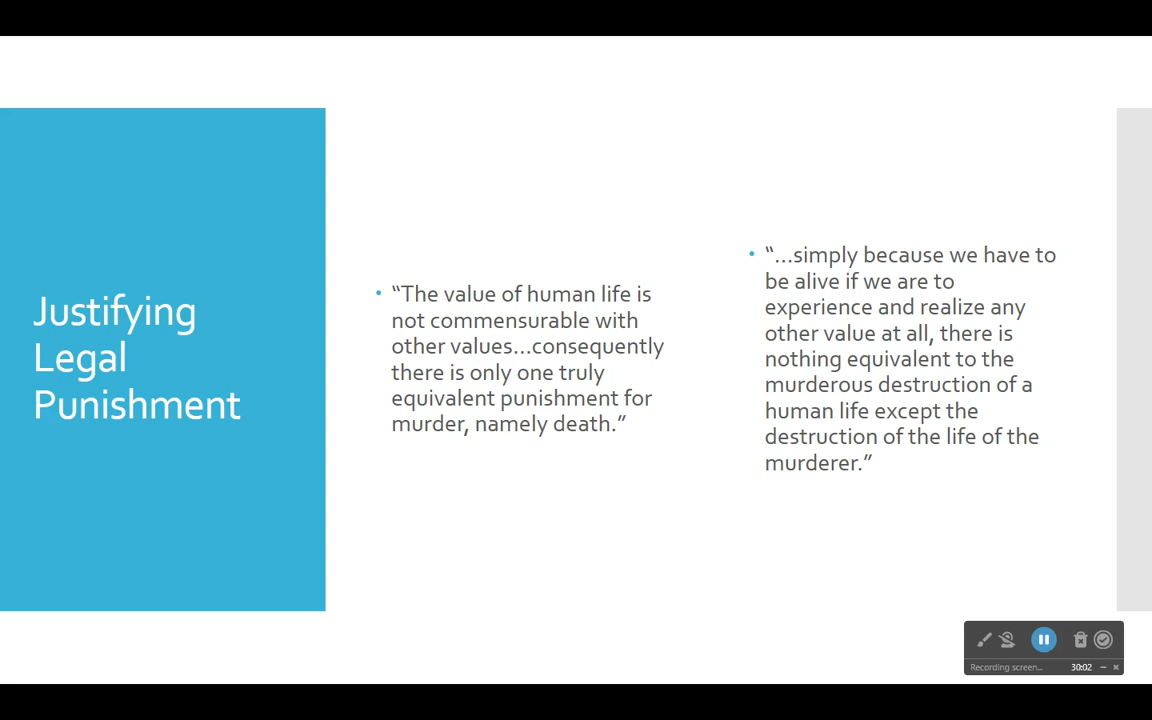 Justifying
Legal
Punishment
• “The value of human life is
not commensurable with
other values...consequently
there is only one truly
equivalent punishment for
murder, namely death.”
• “...simply because we have to
be alive if we are to
experience and realize any
other value at all, there is
nothing equivalent to the
murderous destruction of a
human life except the
destruction of the life of the
murderer.”
Recording screen... 30:02